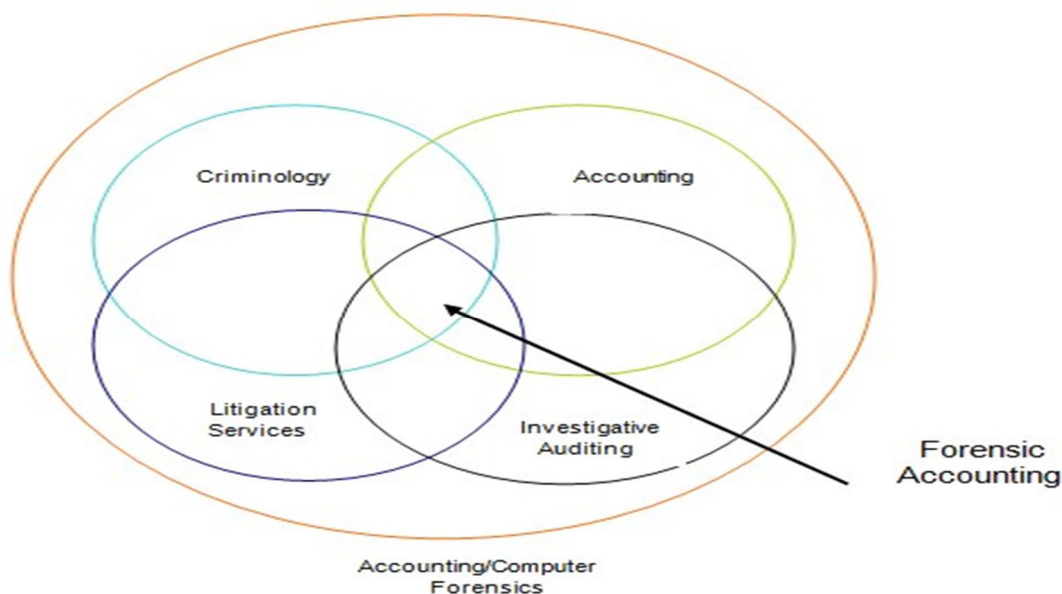 Criminology
Accounting
Litigation
Services
Investigative
Auditing
Forensic
Accounting
Accounting/Computer
Forensics